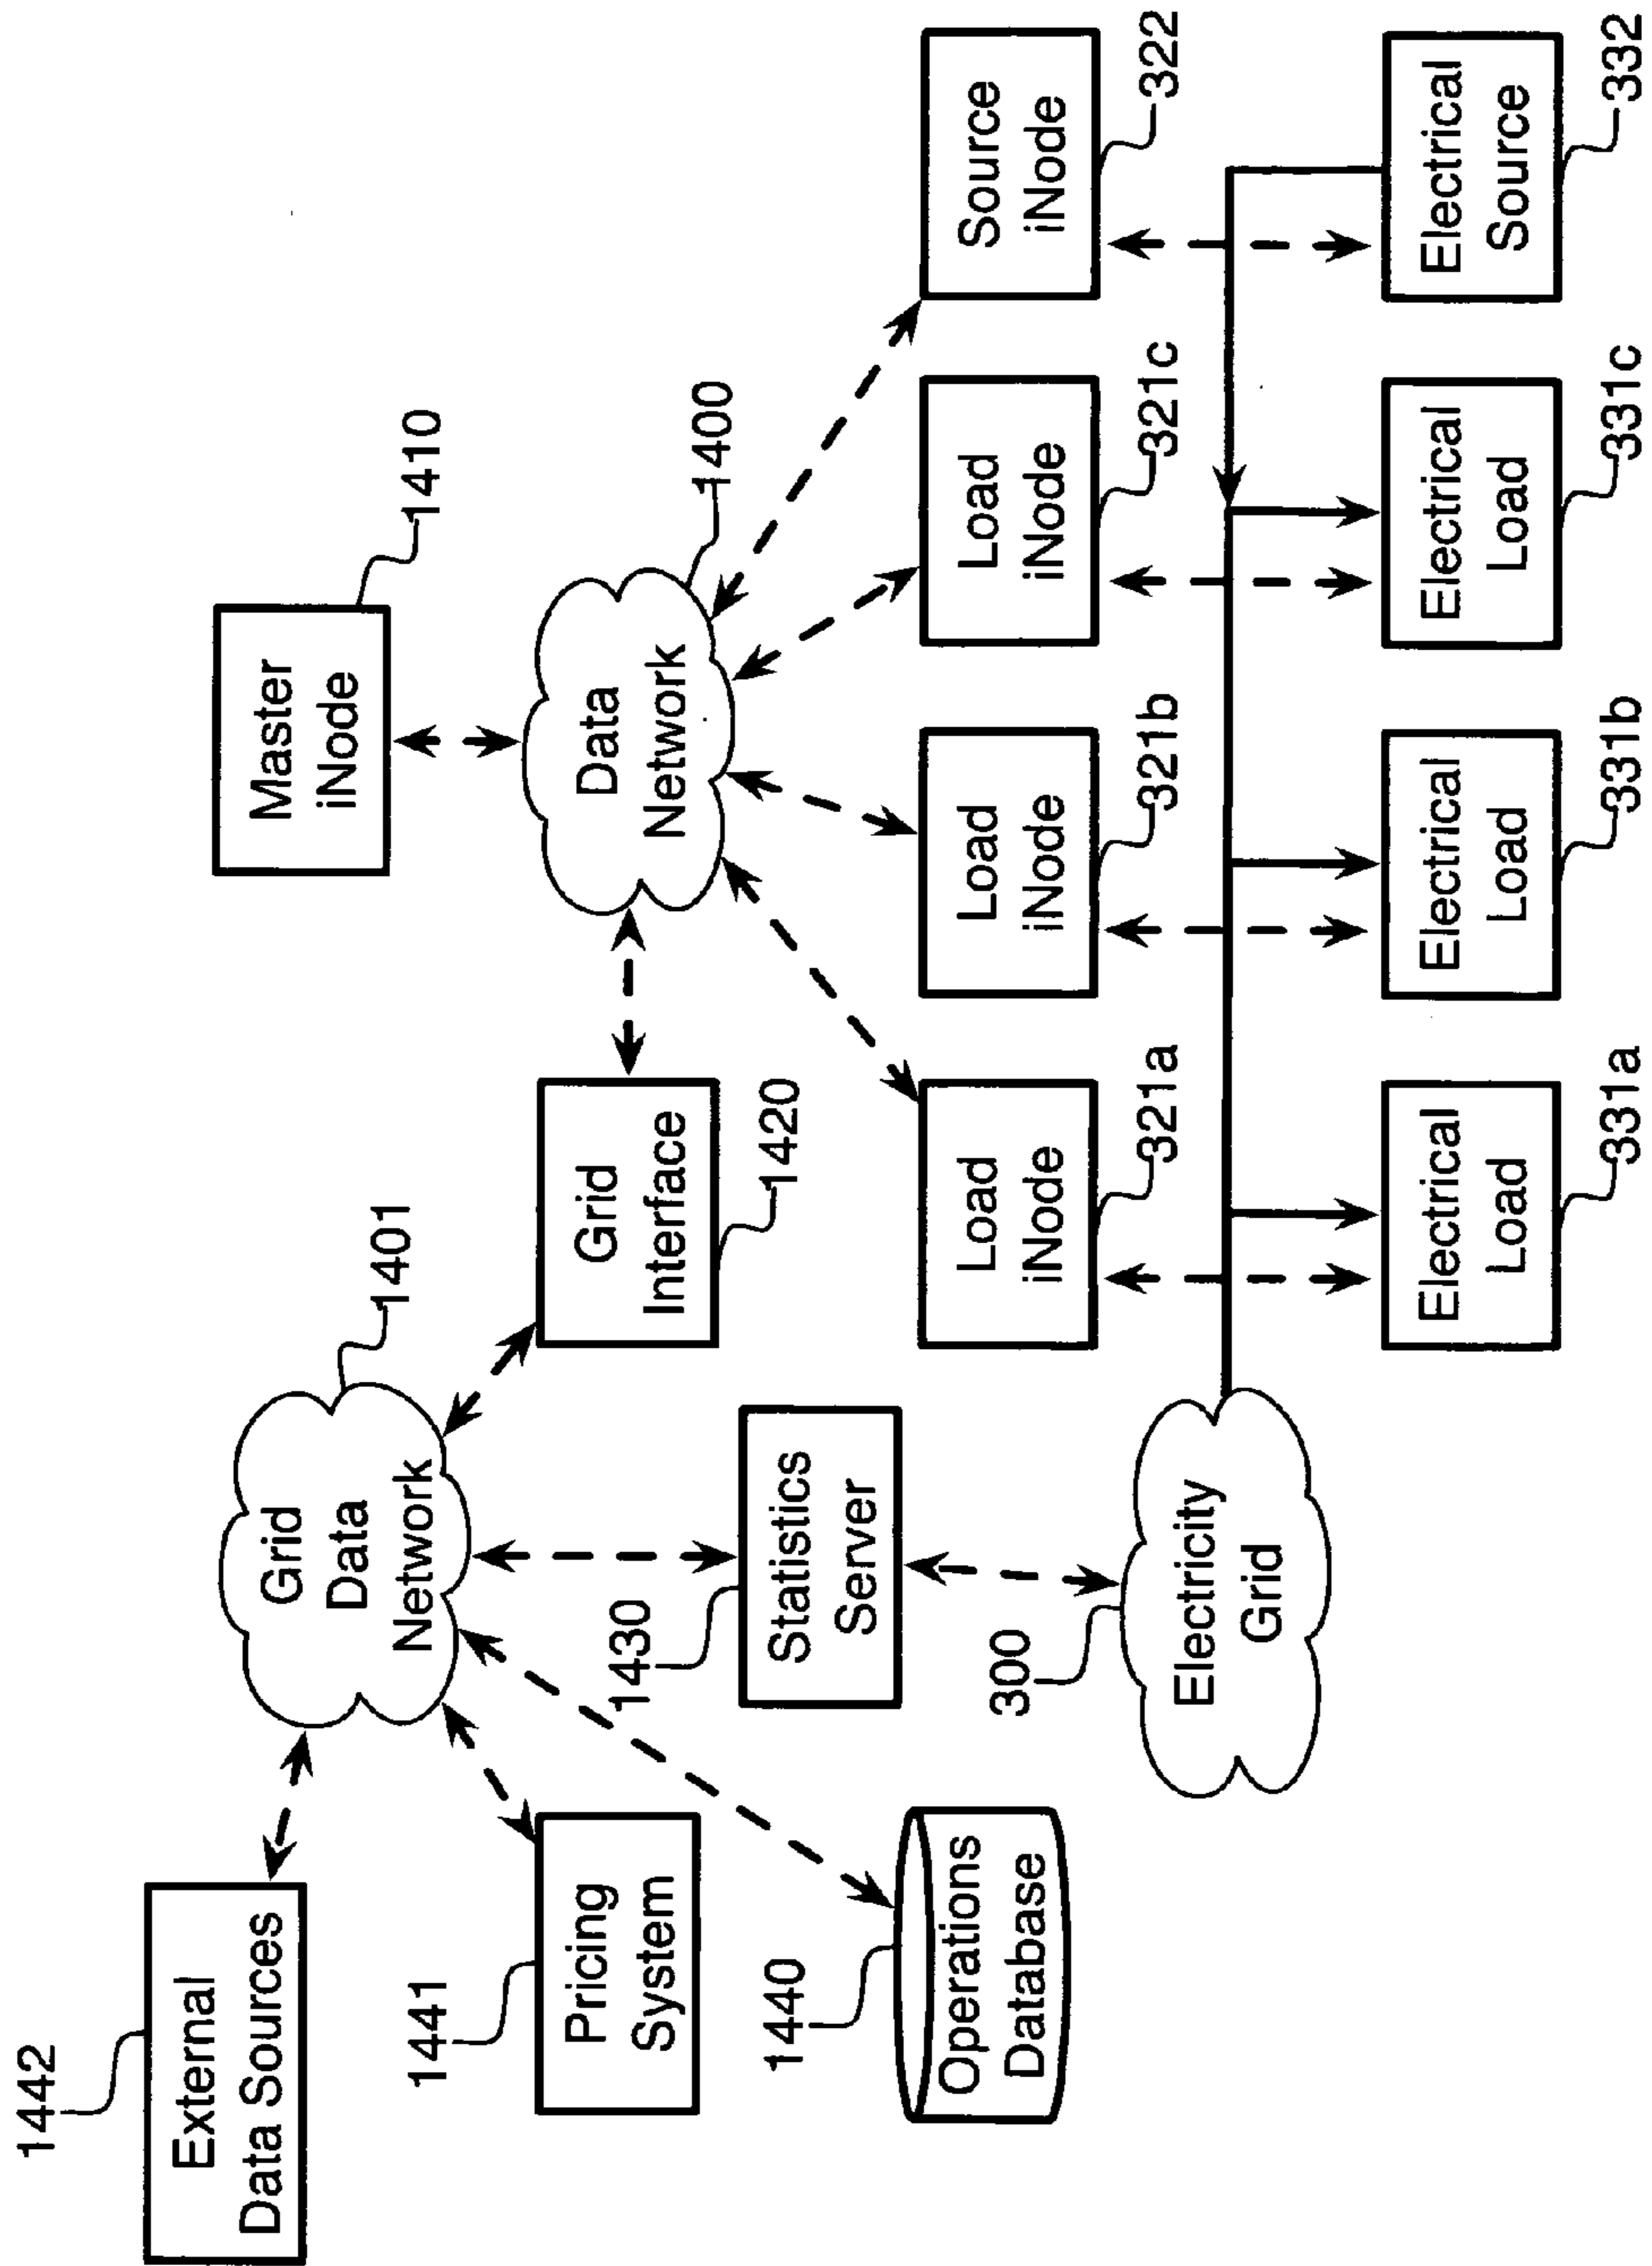 1442
External
Data Sources
1441
Pricing
System
1440
Operations
Database
Grid
Data
Network
1401
1430
Statistics
Server
300
Electricity
Grid
Grid
Interface
1420
Master
iNode
1410
Data
Network
1400
Load
iNode
321a
Load
iNode
321b
Load
iNode
321c
Source
iNode
322
Electrical
Load
331a
Electrical
Load
331b
Electrical
Load
331c
Electrical
Source
332